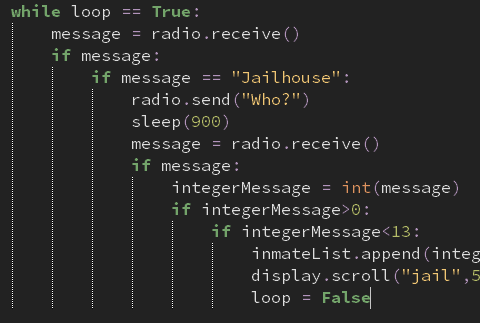 while loop == True:
message = radio.receive()
if message:
if message == "Jailhouse":
radio.send("Who?")
sleep(900)
message = radio.receive()
if message:
integerMessage = int(message)
if integerMessage>0:
if integerMessage<13:
inmateList.append(integ
display.scroll("jail",5
loop = False